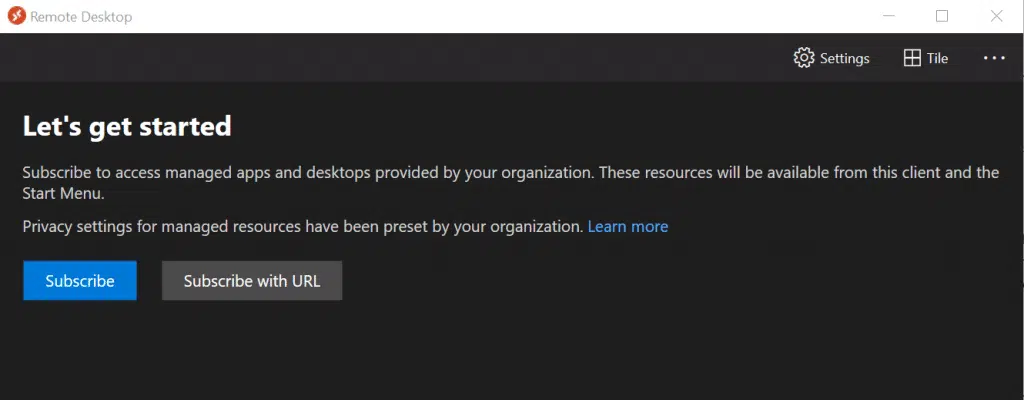 Remote Desktop
Settings
Tile
Let's get started
Subscribe to access managed apps and desktops provided by your organization. These resources will be available from this client and the
Start Menu.
Privacy settings for managed resources have been preset by your organization. Learn more
Subscribe
Subscribe with URL